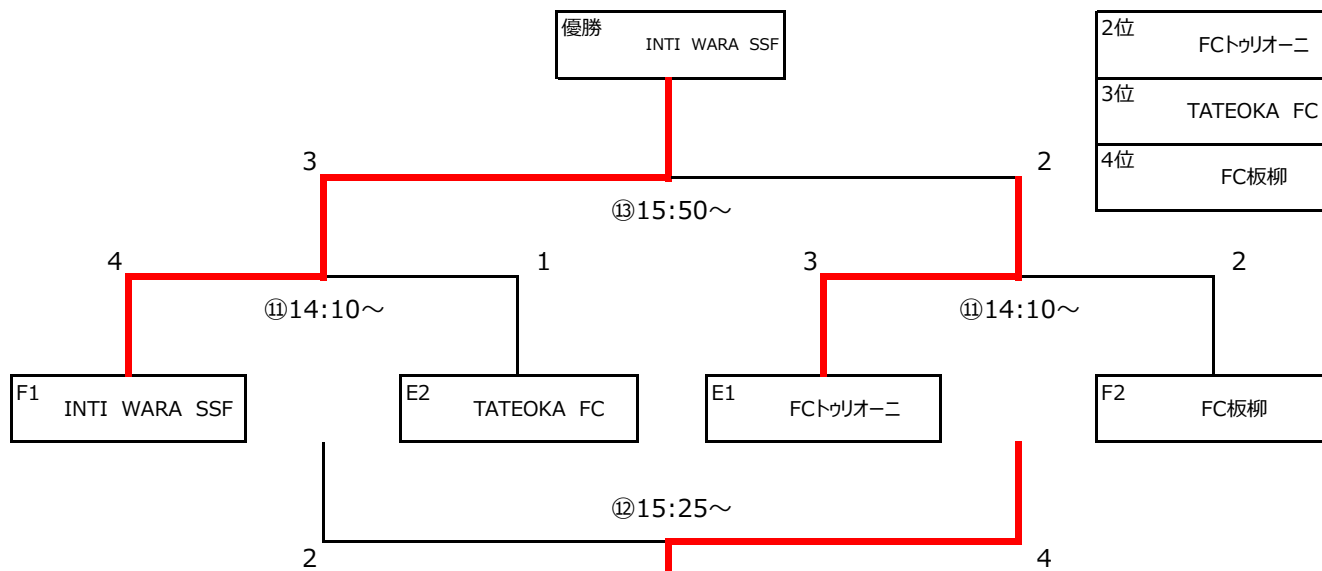 優勝
INTI WARA SSF
2位
FCトゥリオーニ
3位
TATEOKA FC
4位
FC板柳
3
2
⑬15:50～
4
1
3
2
⑪14:10～
⑪14:10～
F1
INTI WARA SSF
E2
TATEOKA FC
E1
FCトゥリオーニ
F2
FC板柳
⑫15:25～
2
4